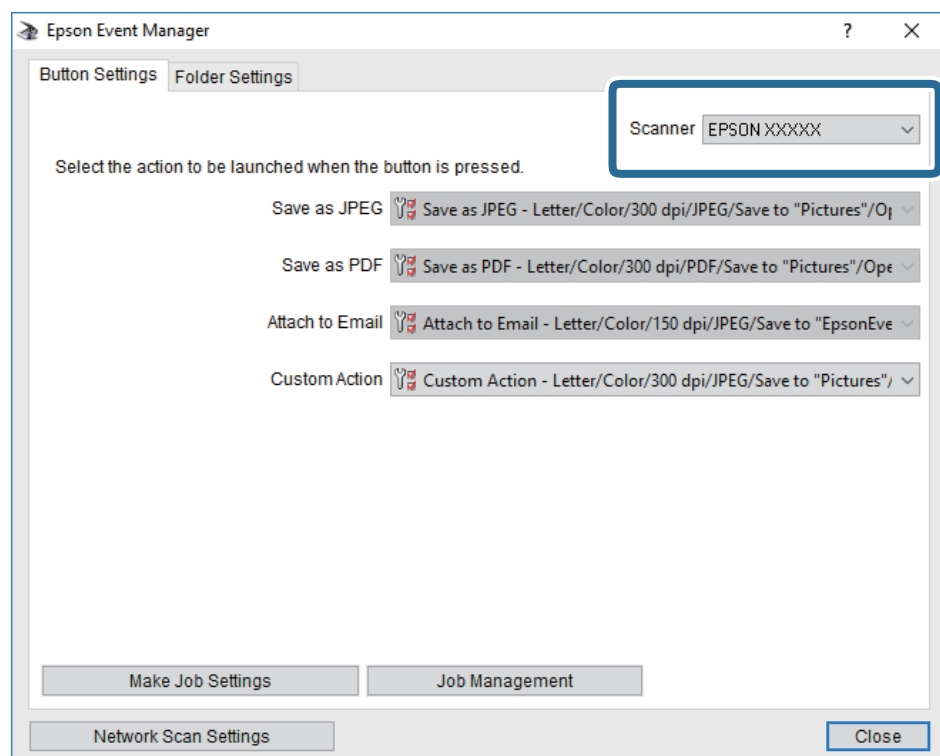 Epson Event Manager
Button Settings Folder Settings
Scanner EPSON XXXXX
Select the action to be launched when the button is pressed.
Save as JPEG Save as JPEG - Letter/Color/300 dpi/JPEG/Save to "Pictures"/Op
Save as PDF Save as PDF - Letter/Color/300 dpi/PDF/Save to "Pictures"/Ope
Attach to Email Attach to Email - Letter/Color/150 dpi/JPEG/Save to "EpsonEve
Custom Action Custom Action - Letter/Color/300 dpi/JPEG/Save to "Pictures"/
Make Job Settings Job Management
Network Scan Settings Close